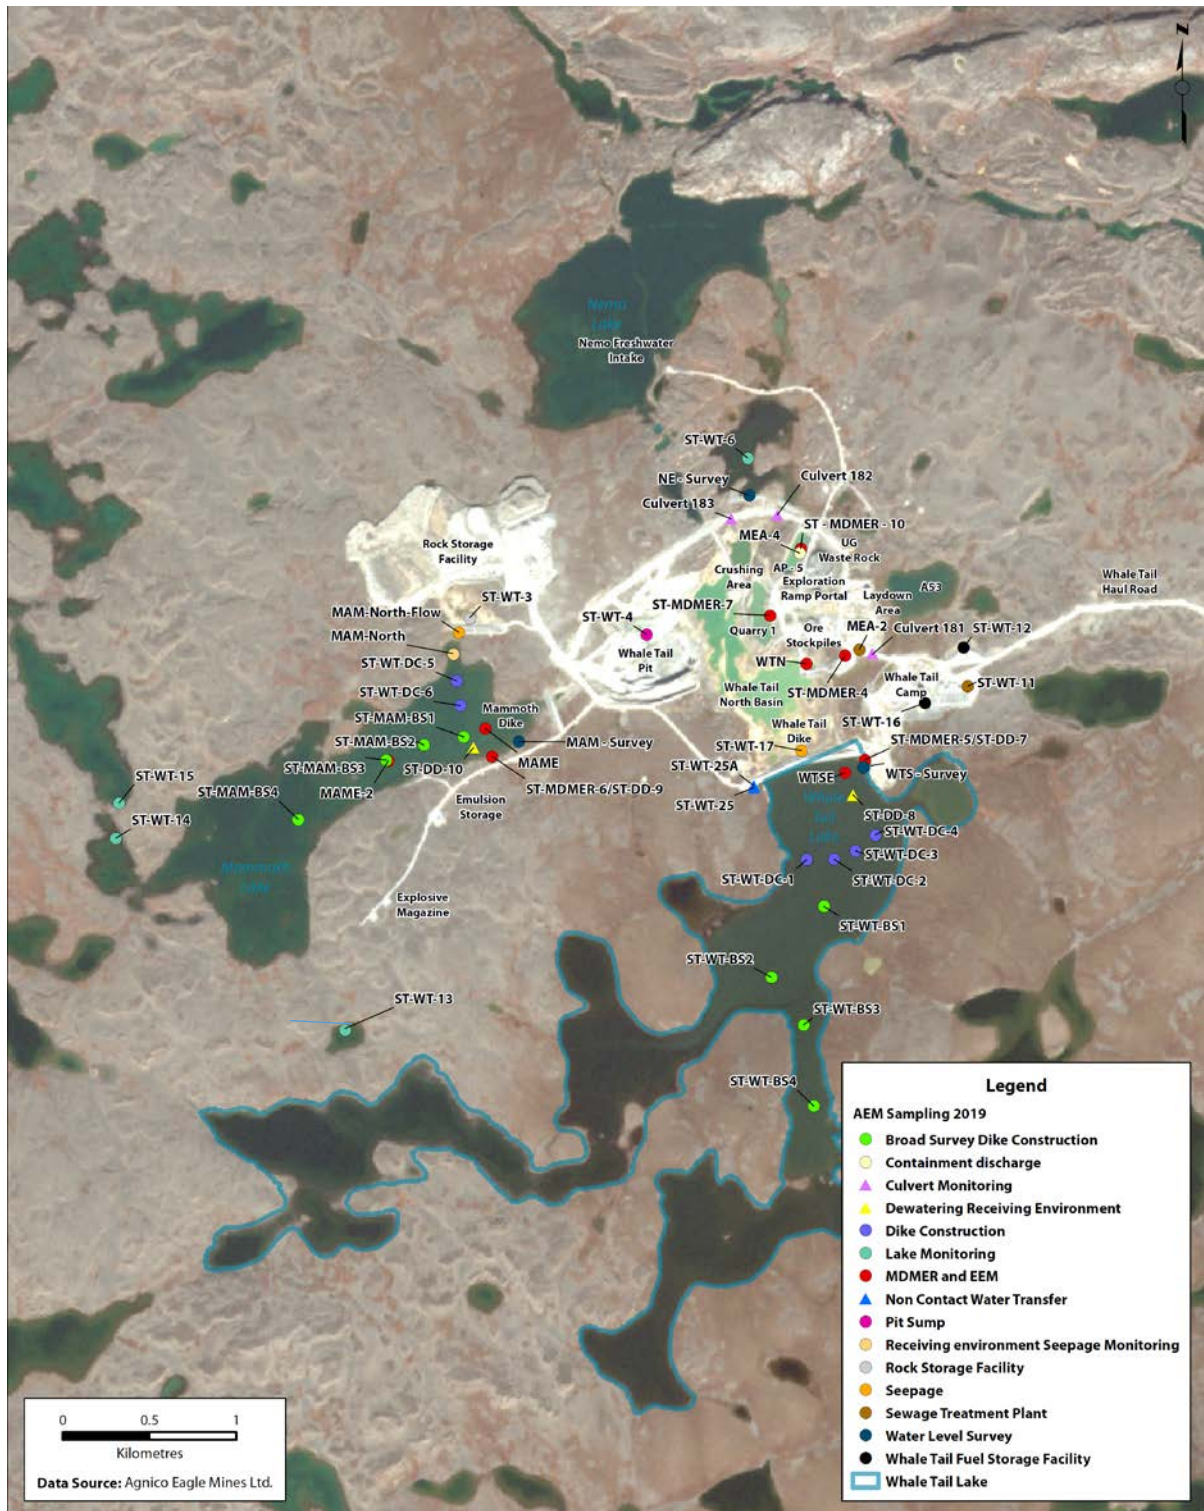 Z
Nemo
Lake
Nemo Freshwater
Intake
ST-WT-6
NE - Survey
Culvert 182
Culvert 183
ST - MDMER - 10
MEA-4
UG
Waste Rock
Rock Storage
Facility
Crushing
Area
AP - 5
Exploration
Ramp Portal
A53
Whale Tail
Haul Road
ST-WT-3
MAM-North-Flow
ST-MDMER-7
Laydown
Area
ST-WT-4
MEA-2
Culvert 181
MAM-North
Quarry 1
Ore
Stockpiles
ST-WT-12
Whale Tail
Pit
ST-WT-DC-5
WTN
ST-MDMER-4
Whale Tail
Camp
ST-WT-11
ST-WT-DC-6
Whale Tail
North Basin
Mammoth
Dike
ST-WT-16
ST-MAM-BS1
Whale Tail
Dike
ST-MDMER-5/ST-DD-7
ST-MAM-BS2
MAM - Survey
ST-WT-17
ST-MAM-BS3
ST-DD-10
MAME
WTS - Survey
ST-WT-15
MAME-2
ST-MDMER-6/ST-DD-9
ST-WT-25A
WTSE
ST-MAM-BS4
Emulsion
Storage
ST-WT-25
Whale
Tail
Lake
ST-DD-8
ST-WT-14
ST-WT-DC-4
ST-WT-DC-3
Mammoth
Lake
ST-WT-DC-1
ST-WT-DC-2
Explosive
Magazine
ST-WT-BS1
ST-WT-BS2
ST-WT-13
ST-WT-BS3
ST-WT-BS4
Legend
AEM Sampling 2019
Broad Survey Dike Construction
Containment discharge
Culvert Monitoring
Dewatering Receiving Environment
Dike Construction
Lake Monitoring
MDMER and EEM
Non Contact Water Transfer
Pit Sump
Receiving environment Seepage Monitoring
Rock Storage Facility
Seepage
Sewage Treatment Plant
Water Level Survey
Whale Tail Fuel Storage Facility
Whale Tail Lake
0 0.5 1
Kilometres
Data Source: Agnico Eagle Mines Ltd.